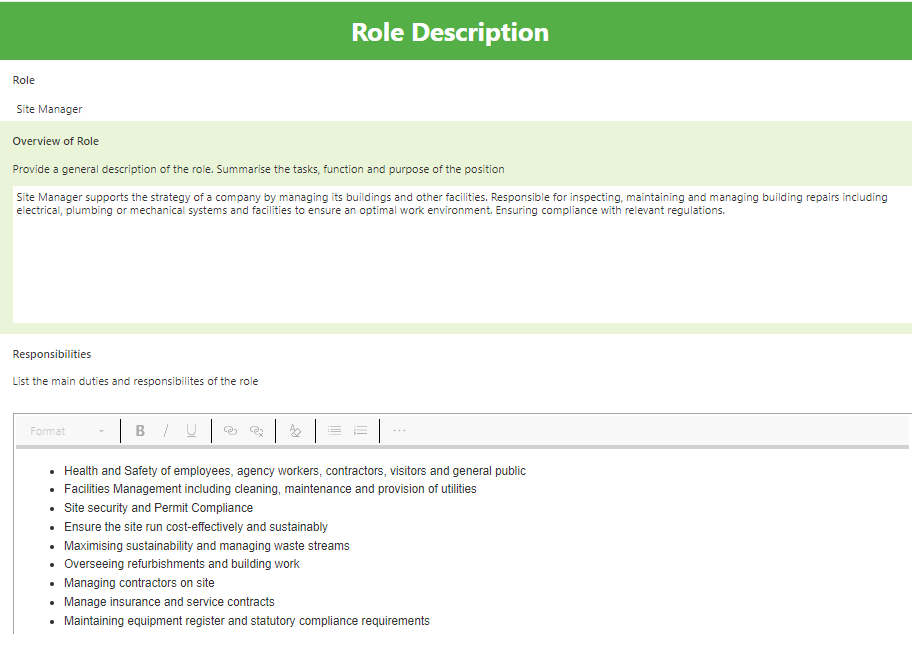 Role Description
Role
Site Manager
Overview of Role
Provide a general description of the role. Summarise the tasks, function and purpose of the position
Site Manager supports the strategy of a company by managing its buildings and other facilities. Responsible for inspecting, maintaining and managing building repairs including
electrical, plumbing or mechanical systems and facilities to ensure an optimal work environment. Ensuring compliance with relevant regulations.
Responsibilities
List the main duties and responsibilites of the role
Format B I U ...
• Health and Safety of employees, agency workers, contractors, visitors and general public
• Facilities Management including cleaning, maintenance and provision of utilities
• Site security and Permit Compliance
• Ensure the site run cost-effectively and sustainably
• Maximising sustainability and managing waste streams
• Overseeing refurbishments and building work
• Managing contractors on site
• Manage insurance and service contracts
• Maintaining equipment register and statutory compliance requirements